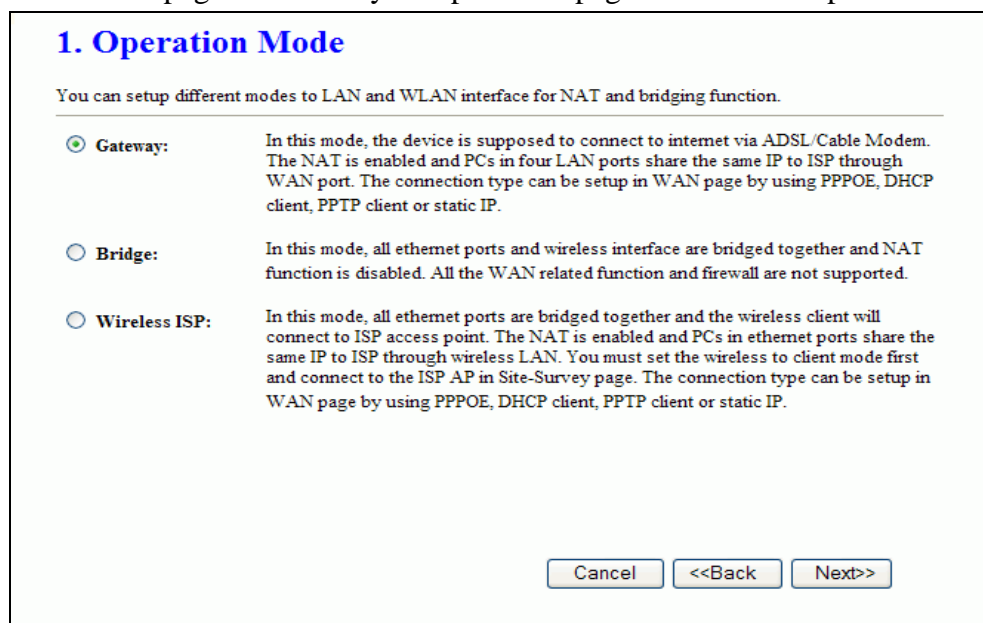 1. Operation Mode
You can setup different modes to LAN and WLAN interface for NAT and bridging function.
Gateway:
In this mode, the device is supposed to connect to internet via ADSL/Cable Modem.
The NAT is enabled and PCs in four LAN ports share the same IP to ISP through
WAN port. The connection type can be setup in WAN page by using PPPOE, DHCP
client, PPTP client or static IP.
Bridge:
In this mode, all ethernet ports and wireless interface are bridged together and NAT
function is disabled. All the WAN related function and firewall are not supported.
Wireless ISP:
In this mode, all ethernet ports are bridged together and the wireless client will
connect to ISP access point. The NAT is enabled and PCs in ethernet ports share the
same IP to ISP through wireless LAN. You must set the wireless to client mode first
and connect to the ISP AP in Site-Survey page. The connection type can be setup in
WAN page by using PPPOE, DHCP client, PPTP client or static IP.
Cancel <<Back Next>>